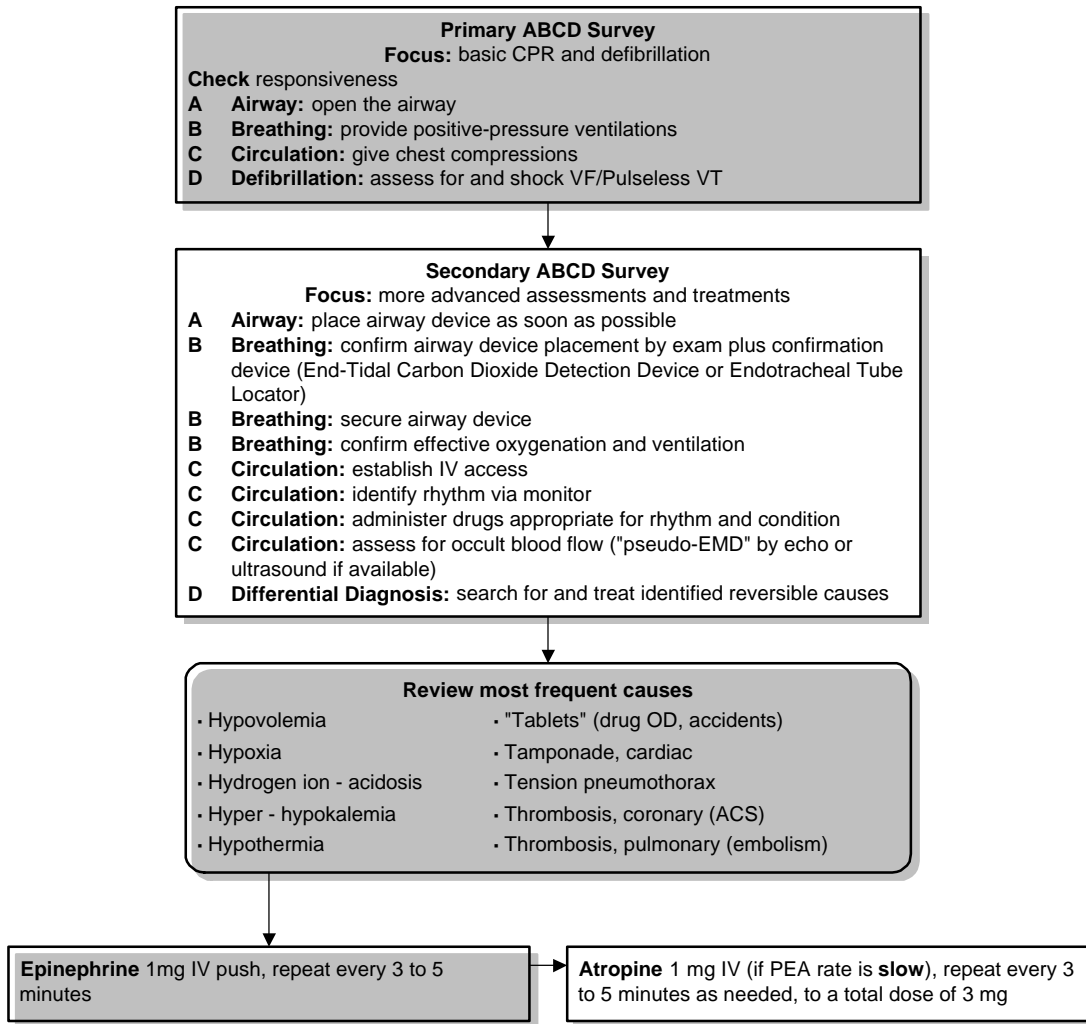 Primary ABCD Survey
Focus: basic CPR and defibrillation
Check responsiveness
A Airway: open the airway
B Breathing: provide positive-pressure ventilations
C Circulation: give chest compressions
D Defibrillation: assess for and shock VF/Pulseless VT
Secondary ABCD Survey
Focus: more advanced assessments and treatments
A Airway: place airway device as soon as possible
B Breathing: confirm airway device placement by exam plus confirmation
device (End-Tidal Carbon Dioxide Detection Device or Endotracheal Tube
Locator)
B Breathing: secure airway device
B Breathing: confirm effective oxygenation and ventilation
C Circulation: establish IV access
C Circulation: identify rhythm via monitor
C Circulation: administer drugs appropriate for rhythm and condition
C Circulation: assess for occult blood flow ("pseudo-EMD" by echo or
ultrasound if available)
D Differential Diagnosis: search for and treat identified reversible causes
Review most frequent causes
· Hypovolemia
· Hypoxia
· Hydrogen ion - acidosis
· Hyper - hypokalemia
· Hypothermia
· "Tablets" (drug OD, accidents)
· Tamponade, cardiac
· Tension pneumothorax
· Thrombosis, coronary (ACS)
· Thrombosis, pulmonary (embolism)
Epinephrine 1mg IV push, repeat every 3 to 5
minutes
Atropine 1 mg IV (if PEA rate is slow), repeat every 3
to 5 minutes as needed, to a total dose of 3 mg